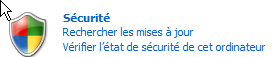 Sécurité
Rechercher les mises à jour
Vérifier l'état de sécurité de cet ordinateur